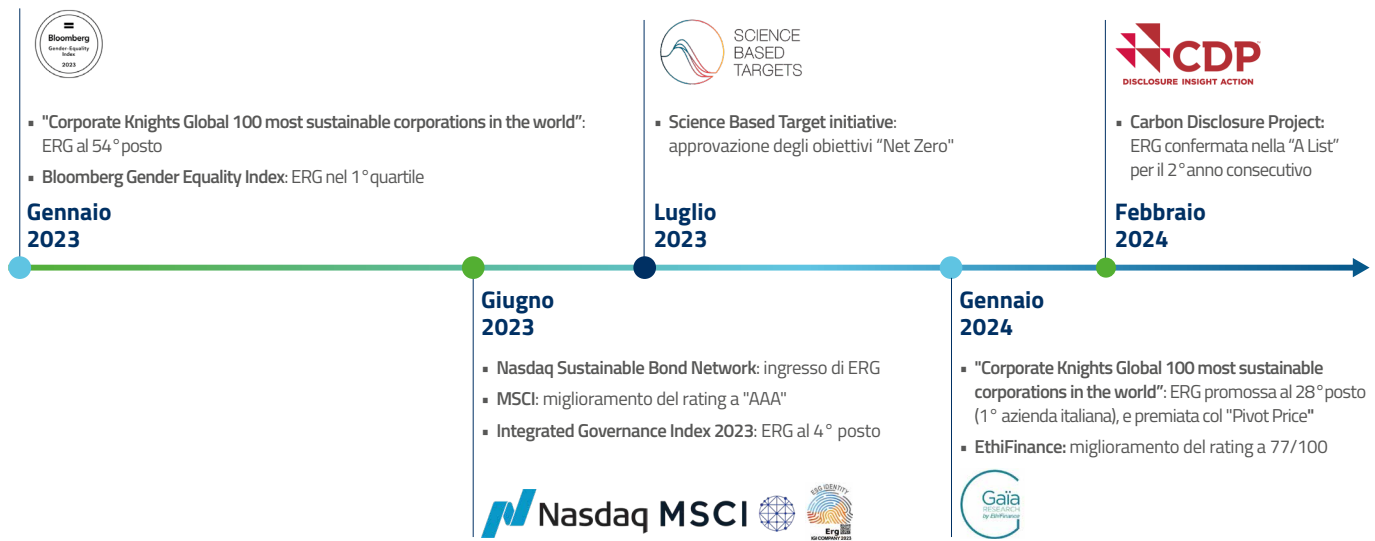 Bloomberg
Gender-Equality
Index
2023
▪ "Corporate Knights Global 100 most sustainable corporations in the world”:
ERG al 54° posto
▪ Bloomberg Gender Equality Index: ERG nel 1° quartile
Gennaio
2023
SCIENCE
BASED
TARGETS
▪ Science Based Target initiative:
approvazione degli obiettivi “Net Zero"
Luglio
2023
CDP
DISCLOSURE INSIGHT ACTION
▪ Carbon Disclosure Project:
ERG confermata nella “A List”
per il 2° anno consecutivo
Febbraio
2024
Giugno
2023
▪ Nasdaq Sustainable Bond Network: ingresso di ERG
▪ MSCI: miglioramento del rating a "AAA"
▪ Integrated Governance Index 2023: ERG al 4° posto
Nasdaq
MSCI
ESG IDENTITY
Erg
IGI COMPANY 2023
Gennaio
2024
▪ "Corporate Knights Global 100 most sustainable
corporations in the world”: ERG promossa al 28° posto
(1° azienda italiana), e premiata col "Pivot Price"
▪ EthiFinance: miglioramento del rating a 77/100
Gaïa
RESEARCH
by EthiFinance